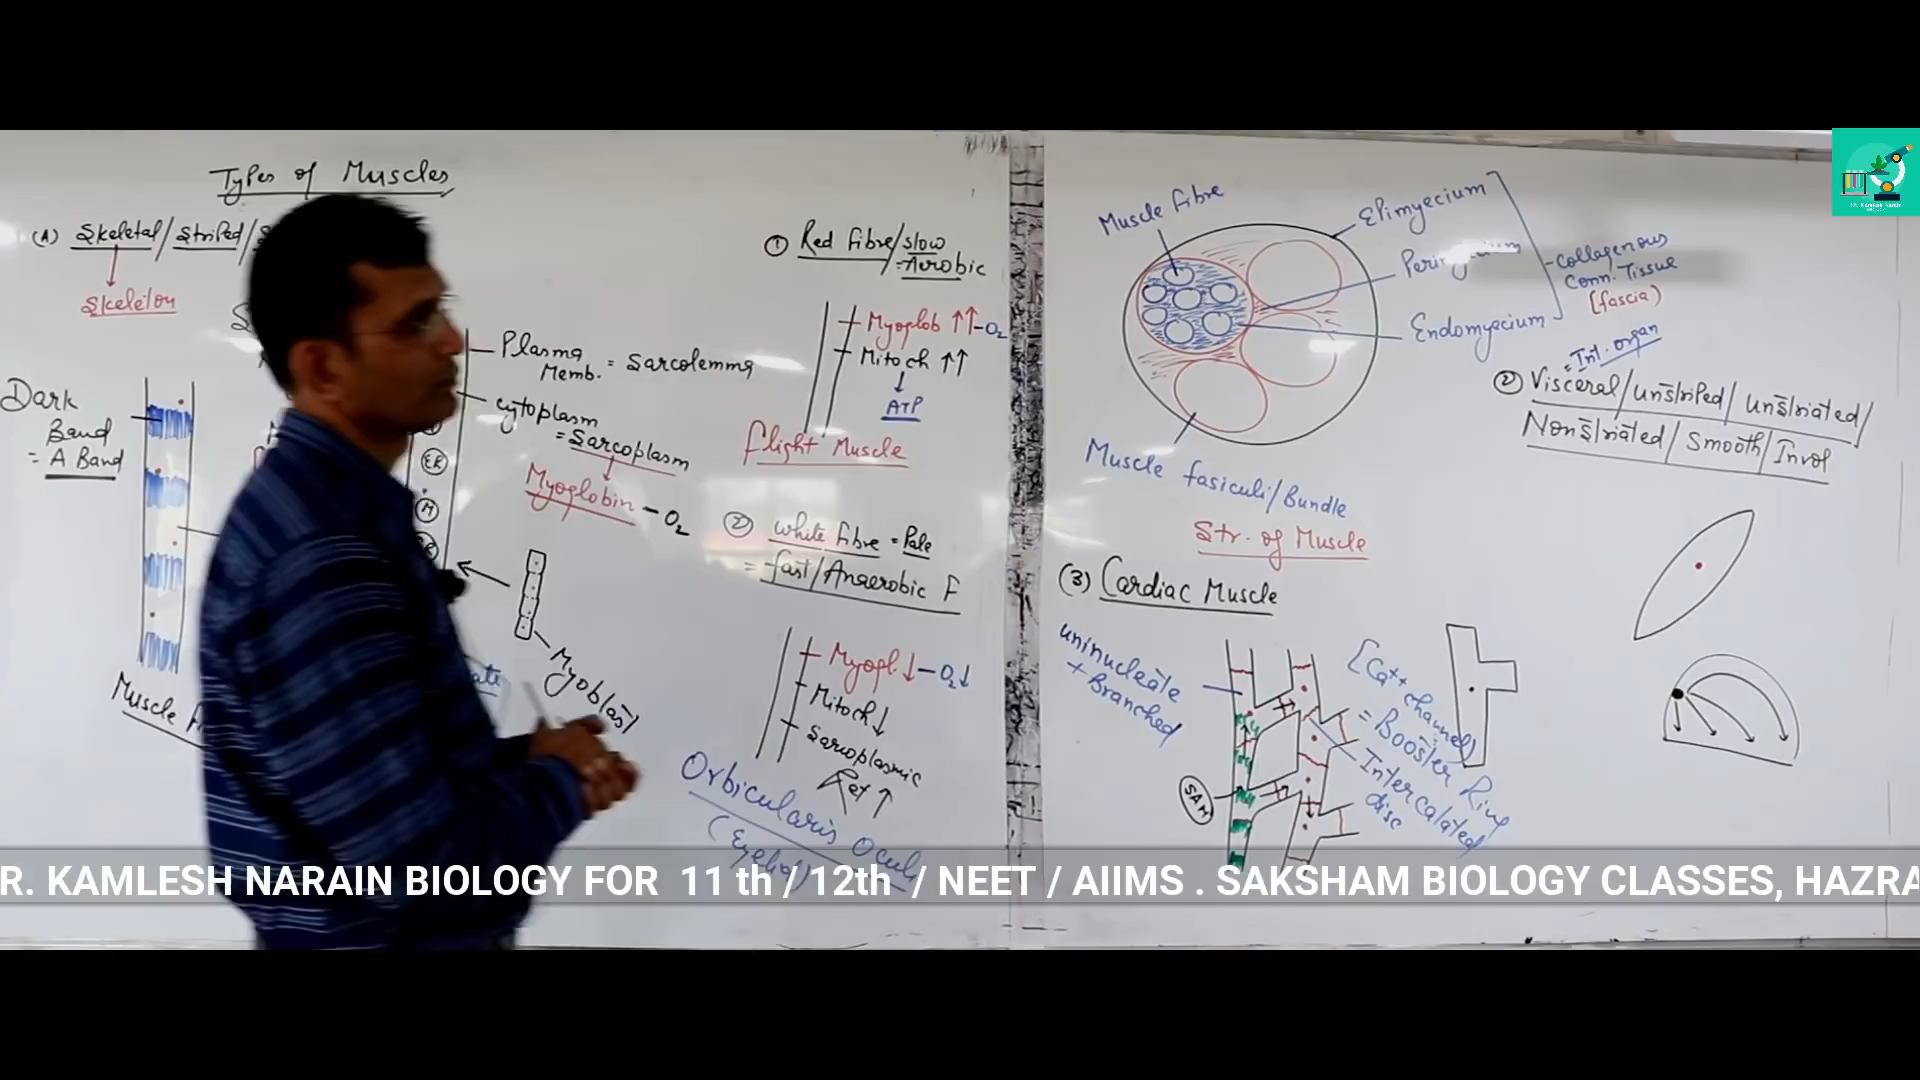 Types of Muscles
(A) Skeletal/Striped/
Skeleton
Dark
Band
= A Band
Muscle
Plasma
Memb. = Sarcolemma
cytoplasm
= Sarcoplasm
Myoglobin - O2
ER
M
Myoblast
① Red fibre/slow
= Aerobic
Myoglob ↑↑-O2
Mitoch ↑↑
↓
ATP
flight Muscle
② white fibre = Pale
= fast/Anaerobic F
Myogl ↓-O2↓
Mitoch↓
Sarcoplasmic
Ret ↑
Orbicularis
Muscle fibre
Epimyecium
Endomyecium
-collagenous
Conn. Tissue
(fascia)
Muscle fasiculi/Bundle
Str. of Muscle
= Int. organ
② Visceral/unstriped/unstriated/
Nonstriated/Smooth/Invol
(3) Cardiac Muscle
uninucleate
+ Branched
[Ca++ channel]
= Booster Ring
Intercalated
disc
R. KAMLESH NARAIN BIOLOGY FOR 11 th / 12th / NEET / AIIMS . SAKSHAM BIOLOGY CLASSES, HAZRA